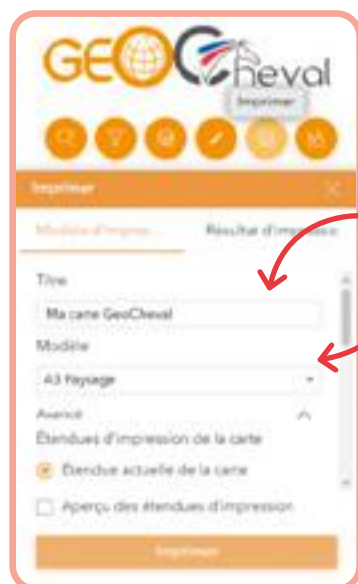 GEOCheval
Imprimer
Imprimer
Modèle d'impre... Résultat d'impression
Titre
Ma carte GeoCheval
Modèle
A3 Paysage
Avancé
Étendues d'impression de la carte
Étendue actuelle de la carte
Aperçu des étendues d'impression
Imprimer